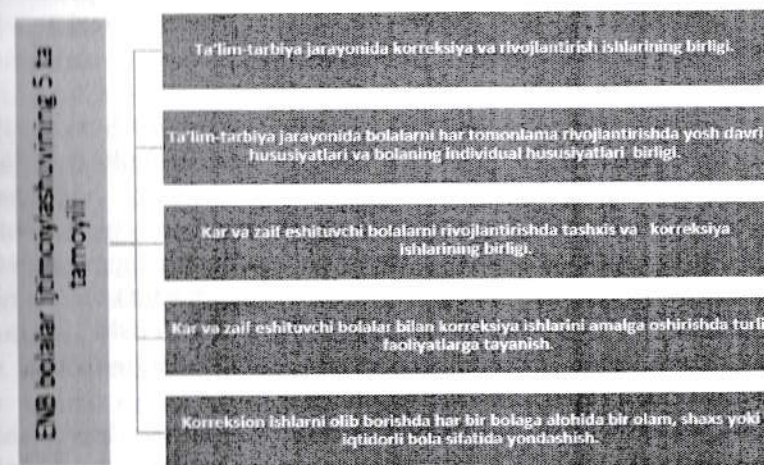 ENB bolalar ijtimoiylashuvining 5 ta
tamoyili
Ta'lim-tarbiya jarayonida korreksiya va rivojlantirish ishlarining birligi.
Ta'lim-tarbiya jarayonida bolalarni har tomonlama rivojlantirishda yosh davri
hususiyatlari va bolaning individual hususiyatlari birligi.
Kar va zaif eshituvchi bolalarni rivojlantirishda tashxis va korreksiya
ishlarining birligi.
Kar va zaif eshituvchi bolalar bilan korreksiya ishlarini amalga oshirishda turli
faoliyatlarga tayanish.
Korreksion ishlarni olib borishda har bir bolaga alohida bir olam, shaxs yoki
iqtidorli bola sifatida yondashish.